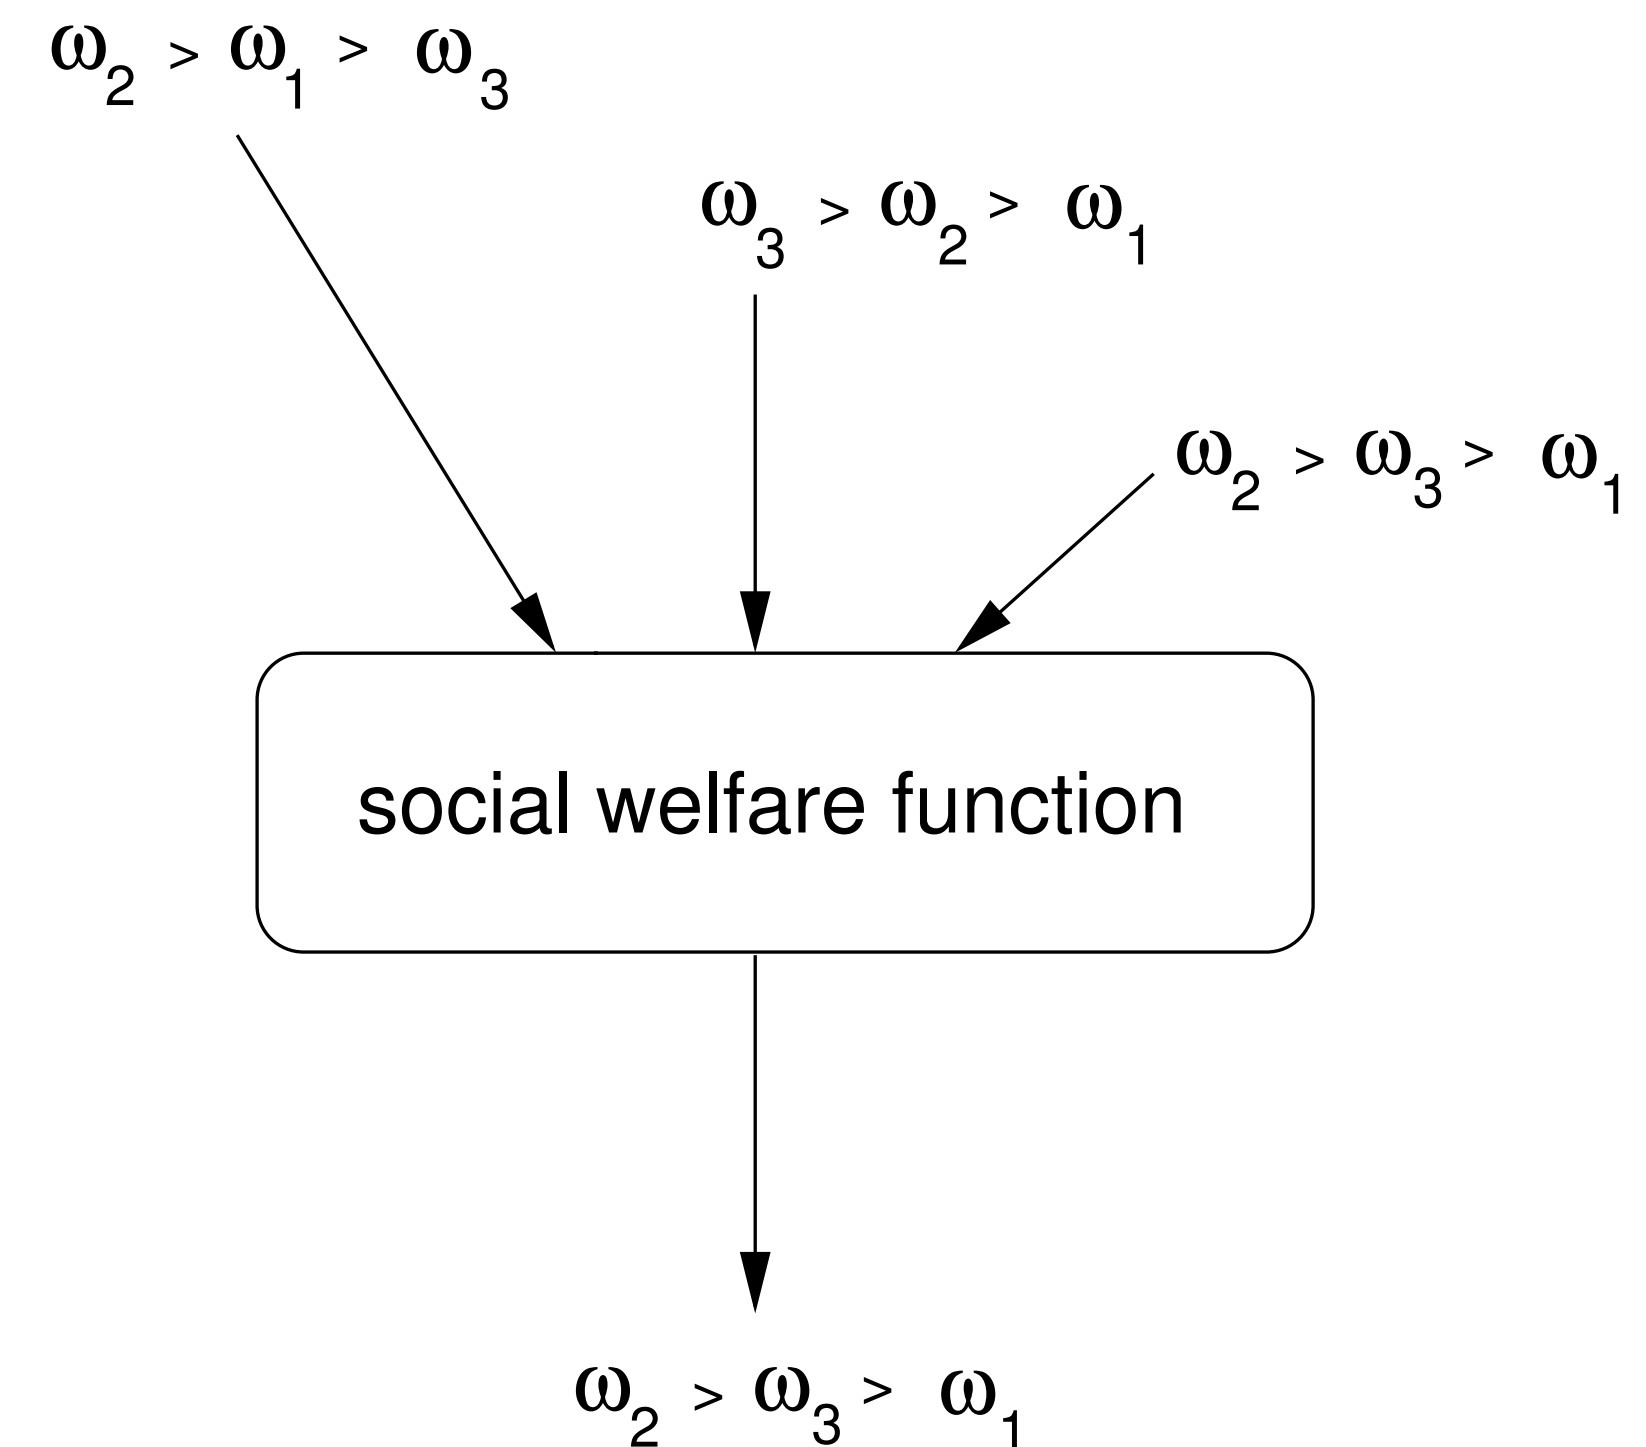 ω₂ > ω₁ > ω₃
ω₃ > ω₂ > ω₁
ω₂ > ω₃ > ω₁
social welfare function
ω₂ > ω₃ > ω₁